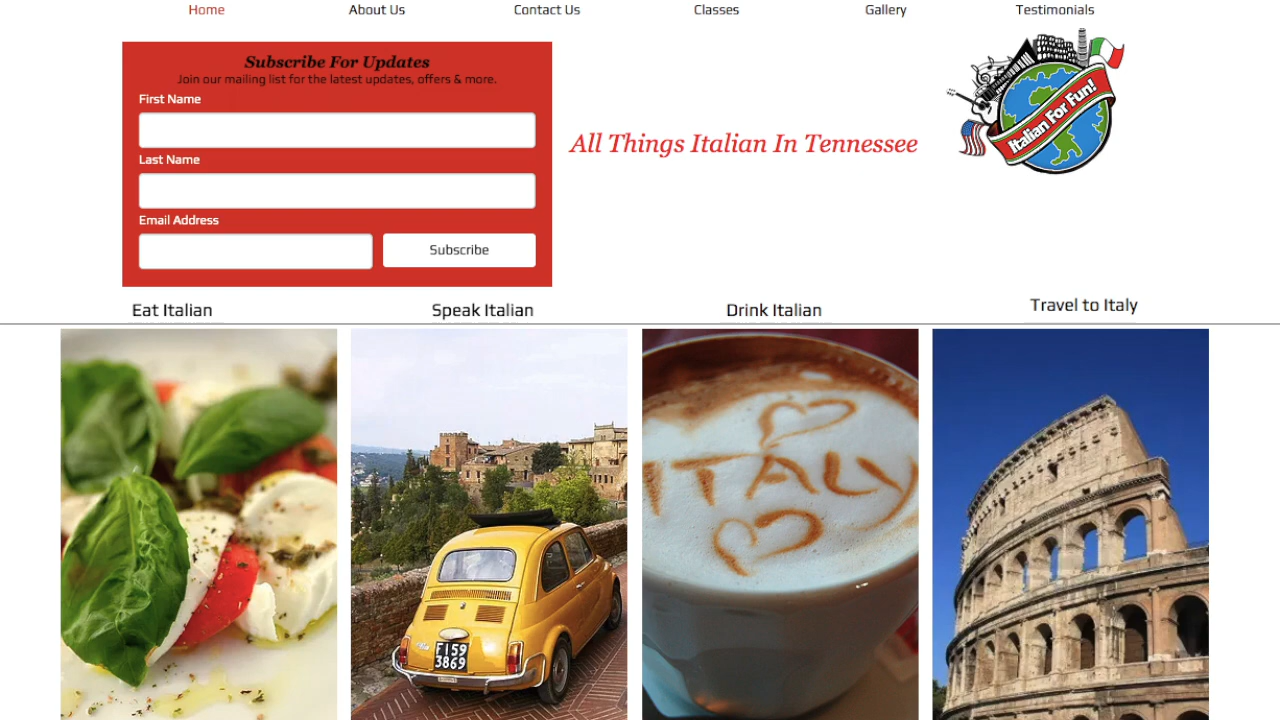 Home
About Us
Contact Us
Classes
Gallery
Testimonials
Subscribe For Updates
Join our mailing list for the latest updates, offers & more.
First Name
Last Name
Email Address
Subscribe
All Things Italian In Tennessee
Italian For Fun!
Eat Italian
Speak Italian
Drink Italian
Travel to Italy
FI59
3869
ITALY